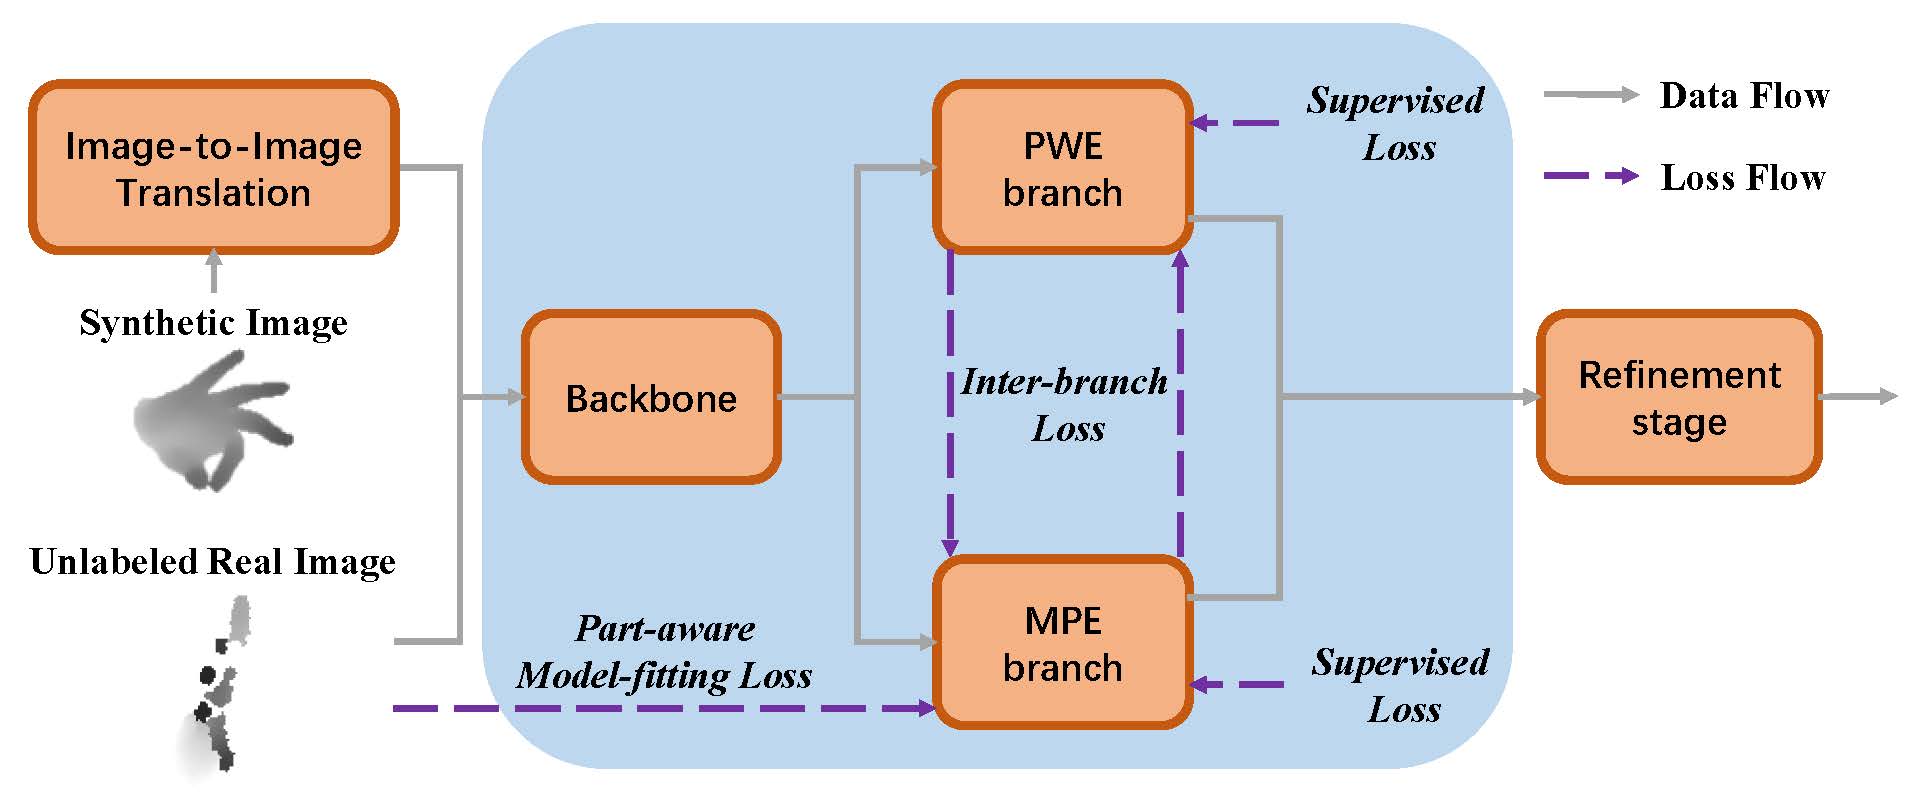 Image-to-Image
Translation
Synthetic Image
Unlabeled Real Image
Backbone
PWE
branch
Supervised
Loss
Inter-branch
Loss
Part-aware
Model-fitting Loss
MPE
branch
Supervised
Loss
Refinement
stage
Data Flow
Loss Flow